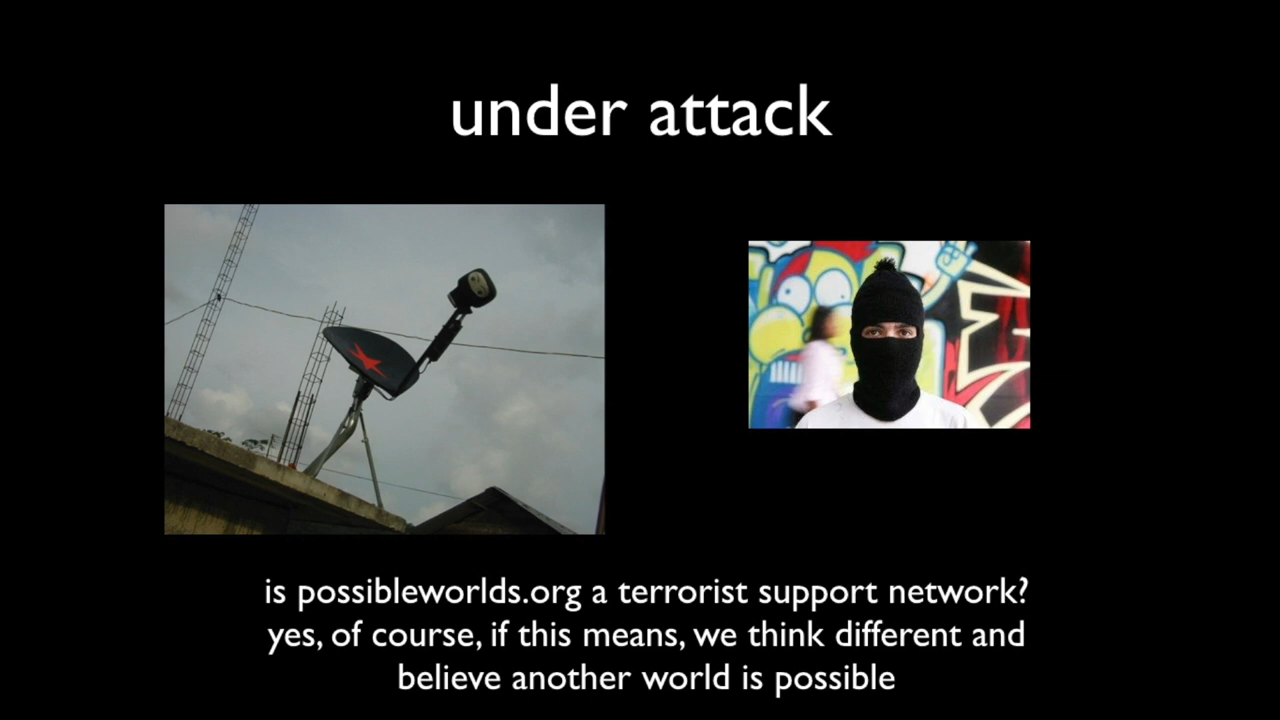 under attack
is possibleworlds.org a terrorist support network?
yes, of course, if this means, we think different and
believe another world is possible